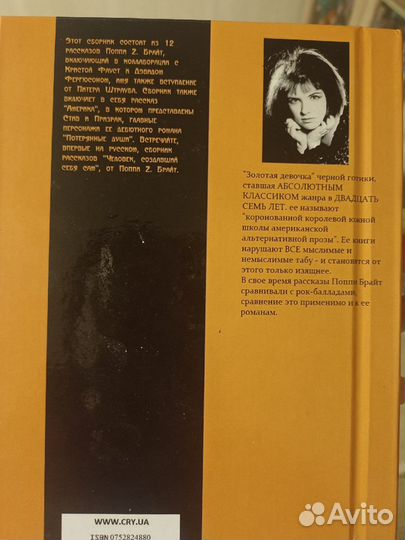 Этот сборник состоит из 12
рассказов Поппи Z. Брайт,
включающий в коллаборации с
Кристой Фауст и Дэвидом
Фергюсоном, ину также вступление
от Питера Штрауба. Сборник также
включает в себя рассказ
"Америка", в котором представлены
Стив и Призрак, главные
персонажи ее дебютного романа
"Потерянные души". Встречайте,
впервые на русском, сборник
рассказов "Человек, создавший
себя сам", от Поппи Z. Брайт.
"Золотая девочка" черной готики,
ставшая АБСОЛЮТНЫМ
КЛАССИКОМ жанра в ДВАДЦАТЬ
СЕМЬ ЛЕТ. ее называют
"коронованной королевой южной
школы американской
альтернативной прозы". Ее книги
нарушают ВСЕ мыслимые и
немыслимые табу - и становится от
этого только изящнее.
В свое время рассказы Поппи Брайт
сравнивали с рок-балладами,
сравнение это применимо и к ее
романам.
WWW.CRY.UA
ISBN 0752824880
Avito